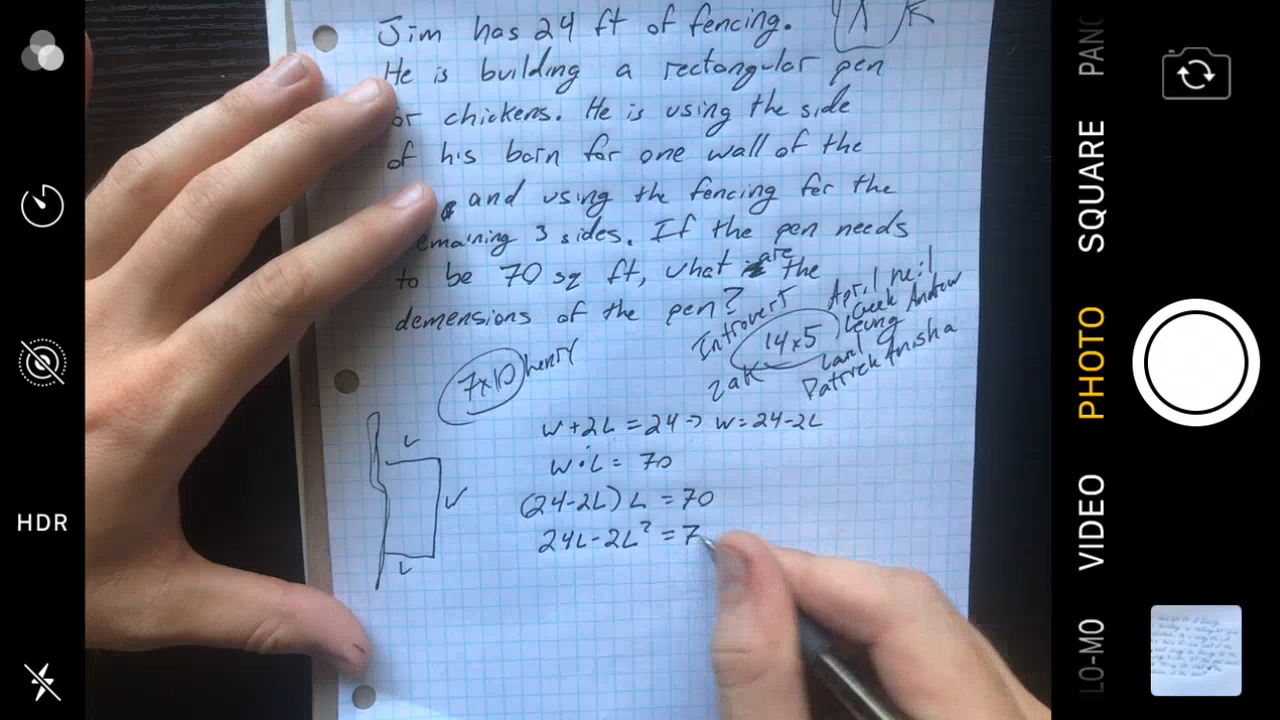 Jim has 24 ft of fencing.
He is building a rectangular pen
or chickens. He is using the side
of his barn for one wall of the
and using the fencing for the
emaining 3 sides. If the pen needs
to be 70 sq ft, what are the
demensions of the pen?
Introvert
April neil
Geek Andrew
14x5
Leung
7x10 henry
Zak
Patrick Anisha
W+2L=24 → W=24-2L
W·L = 70
(24-2L) L = 70
24L-2L² = 7
L
W
L
HDR
LO-MO
VIDEO
PHOTO
SQUARE
PANO